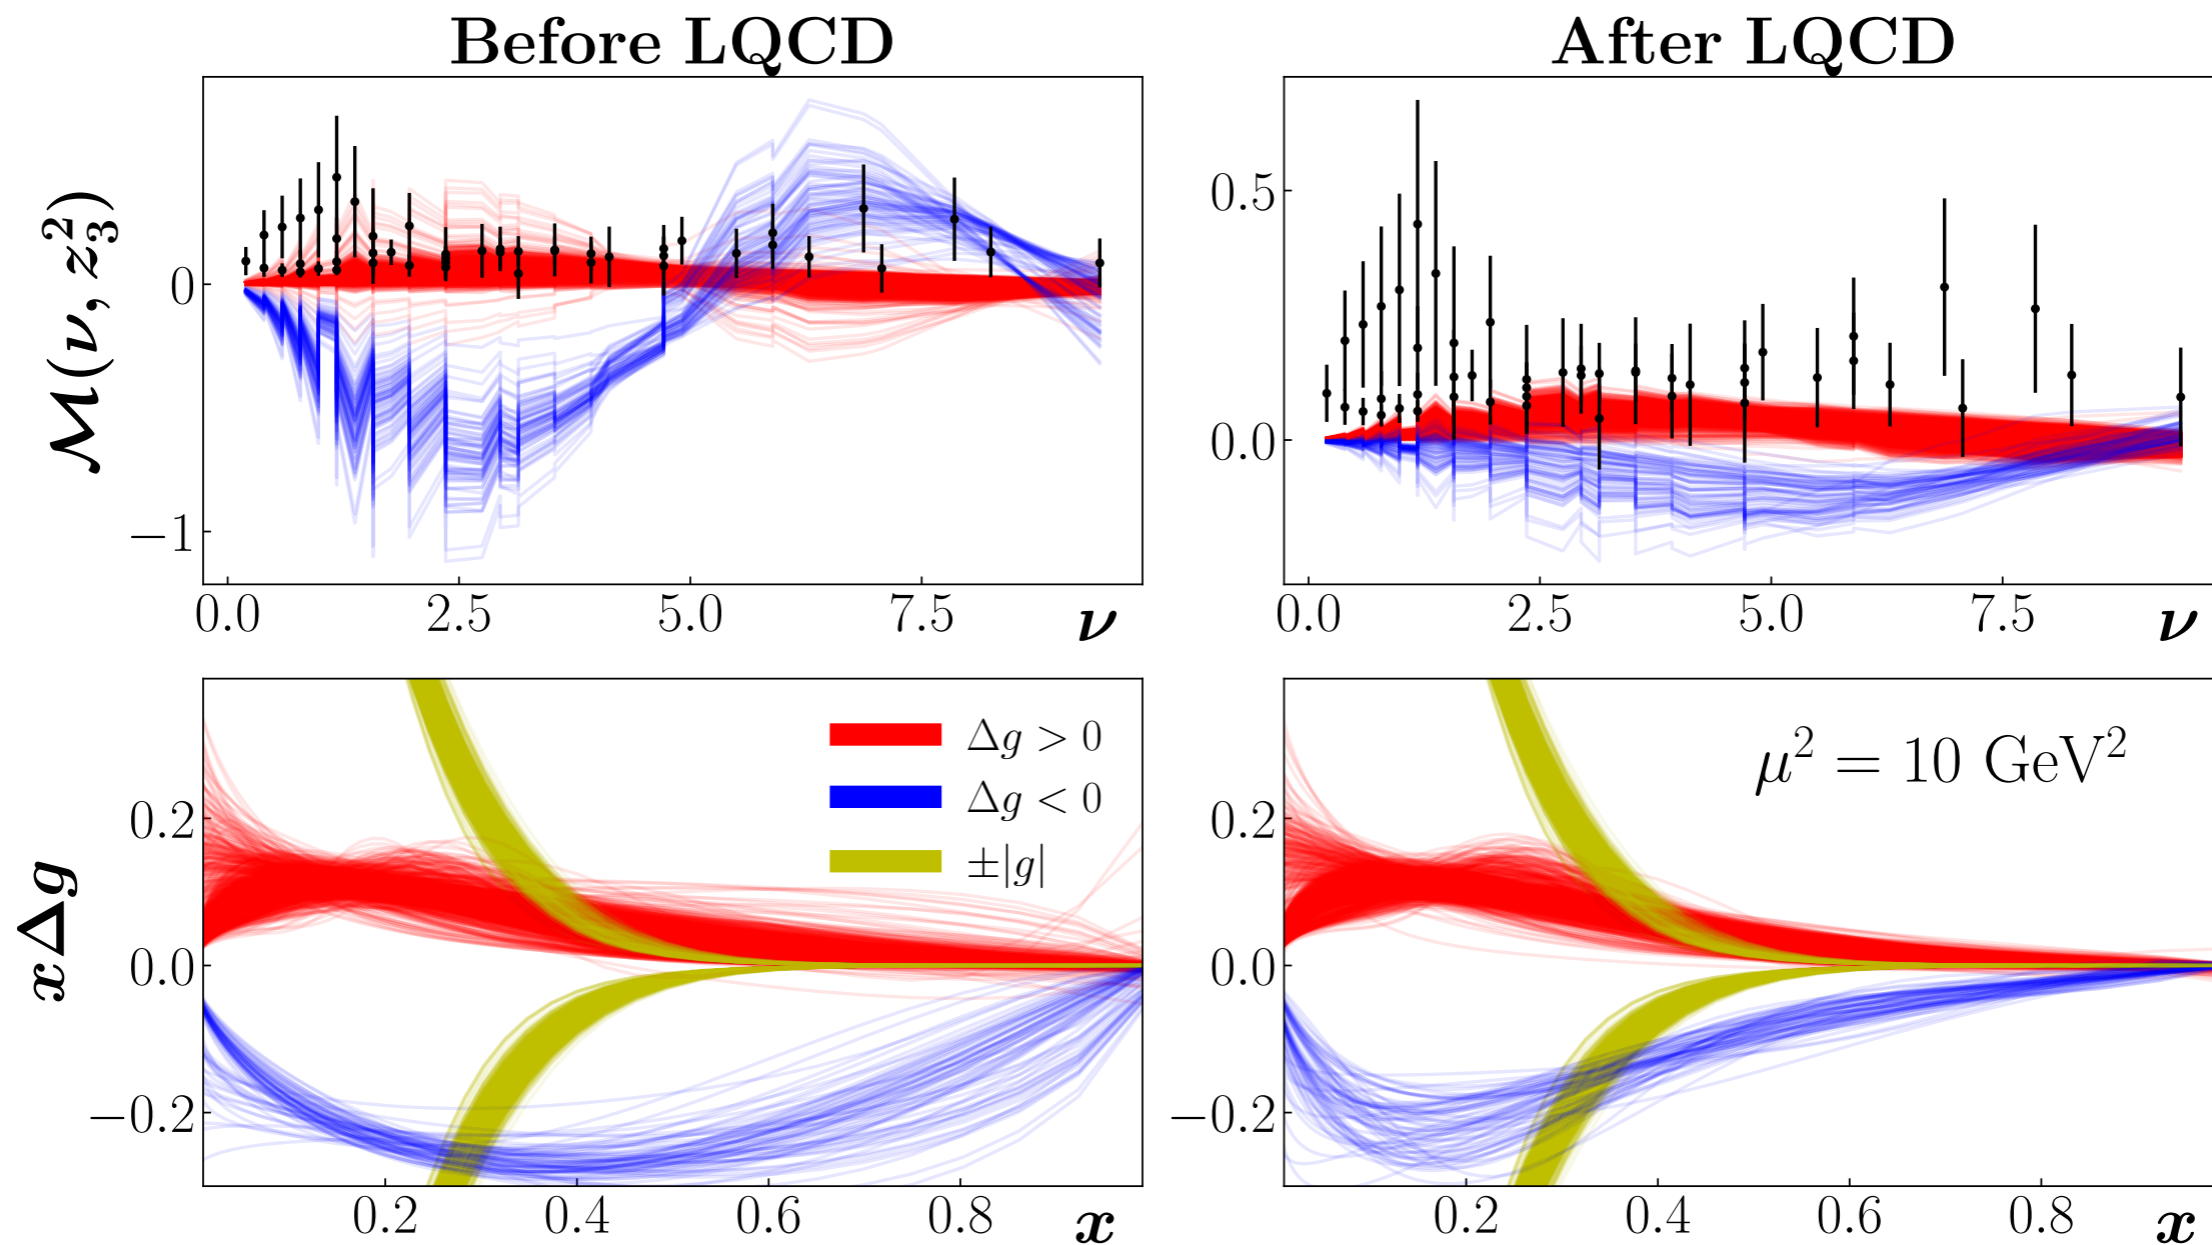 Before LQCD
After LQCD
𝓜(ν, z₃²)
0
−1
0.0
2.5
5.0
7.5
ν
0.5
0.0
0.0
2.5
5.0
7.5
ν
xΔg
0.2
0.0
−0.2
Δg > 0
Δg < 0
±|g|
0.2
0.4
0.6
0.8
x
μ² = 10 GeV²
0.2
0.0
−0.2
0.2
0.4
0.6
0.8
x